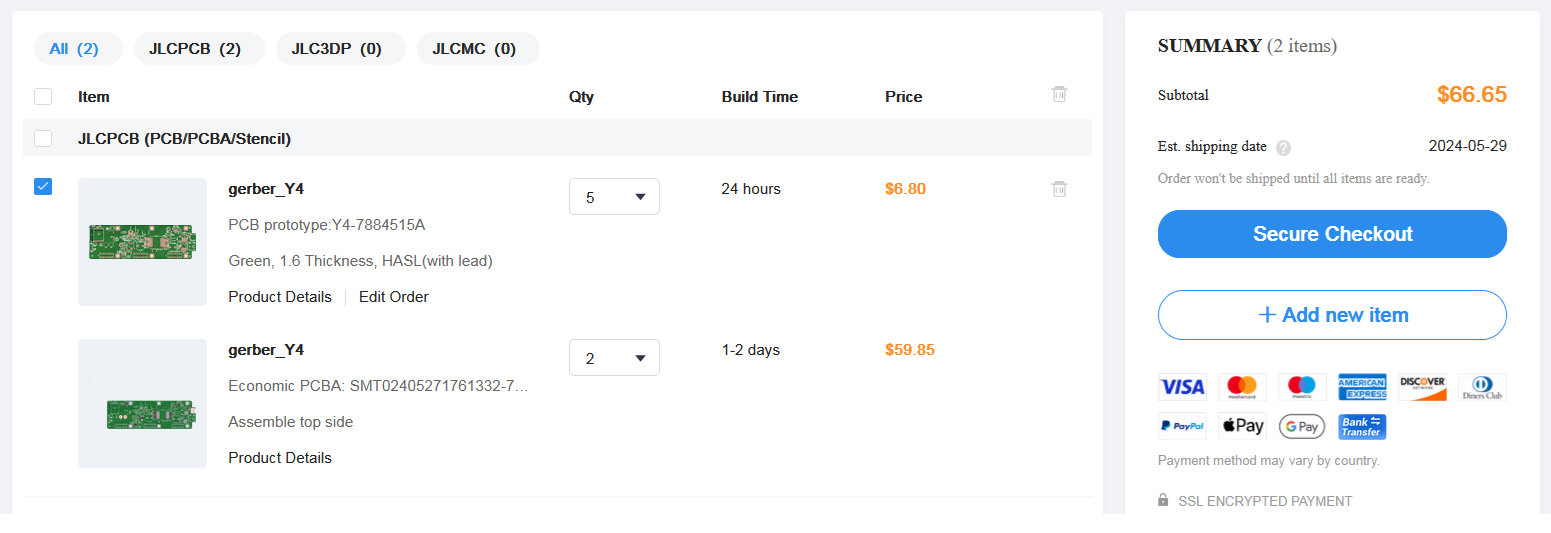 All (2) JLCPCB (2) JLC3DP (0) JLCMC (0)
Item Qty Build Time Price
JLCPCB (PCB/PCBA/Stencil)
gerber_Y4 5 24 hours $6.80
PCB prototype:Y4-7884515A
Green, 1.6 Thickness, HASL(with lead)
Product Details Edit Order
gerber_Y4 2 1-2 days $59.85
Economic PCBA: SMT02405271761332-7...
Assemble top side
Product Details
SUMMARY (2 items)
Subtotal $66.65
Est. shipping date ? 2024-05-29
Order won't be shipped until all items are ready.
Secure Checkout
+ Add new item
VISA mastercard maestro AMERICAN EXPRESS DISCOVER NETWORK Diners Club
PayPal Pay G Pay Bank Transfer
Payment method may vary by country.
SSL ENCRYPTED PAYMENT